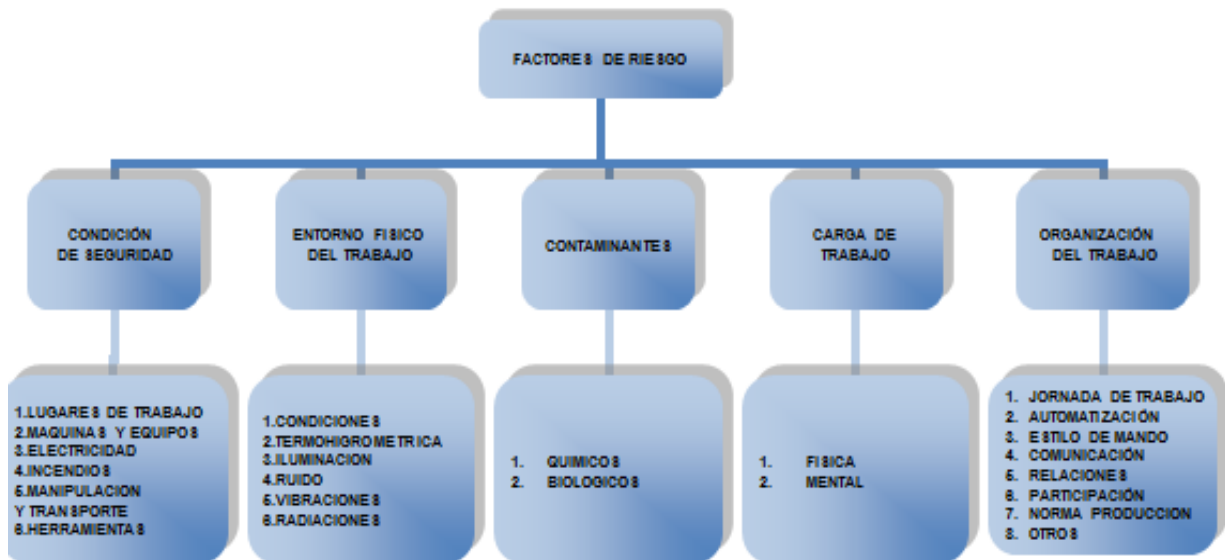 FACTORES DE RIESGO
CONDICIÓN
DE SEGURIDAD
ENTORNO FISICO
DEL TRABAJO
CONTAMINANTES
CARGA DE
TRABAJO
ORGANIZACIÓN
DEL TRABAJO
1.LUGARES DE TRABAJO
2.MAQUINAS Y EQUIPOS
3.ELECTRICIDAD
4.INCENDIOS
5.MANIPULACION
Y TRANSPORTE
6.HERRAMIENTAS
1.CONDICIONES
2.TERMOHIGROMETRICA
3.ILUMINACION
4.RUIDO
5.VIBRACIONES
6.RADIACIONES
1. QUIMICOS
2. BIOLOGICOS
1. FISICA
2. MENTAL
1. JORNADA DE TRABAJO
2. AUTOMATIZACIÓN
3. ESTILO DE MANDO
4. COMUNICACIÓN
5. RELACIONES
6. PARTICIPACIÓN
7. NORMA PRODUCCION
8. OTROS